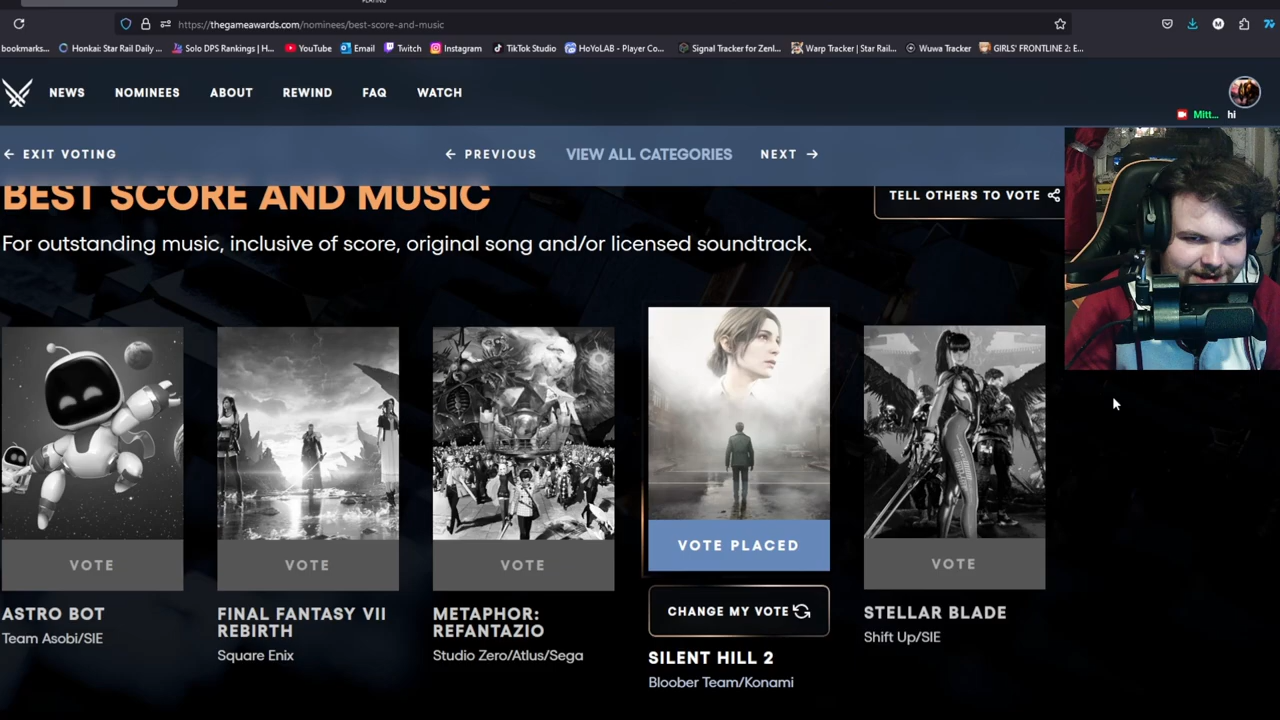 PLAYING
https://thegameawards.com/nominees/best-score-and-music
bookmarks... Honkai: Star Rail Daily ... Solo DPS Rankings | H... YouTube Email Twitch Instagram TikTok Studio HoYoLAB - Player Co... Signal Tracker for Zenl... Warp Tracker | Star Rail... Wuwa Tracker GIRLS' FRONTLINE 2: E...
NEWS NOMINEES ABOUT REWIND FAQ WATCH
Mitt... hi
← EXIT VOTING ← PREVIOUS VIEW ALL CATEGORIES NEXT →
BEST SCORE AND MUSIC
TELL OTHERS TO VOTE
For outstanding music, inclusive of score, original song and/or licensed soundtrack.
VOTE
ASTRO BOT
Team Asobi/SIE
VOTE
FINAL FANTASY VII
REBIRTH
Square Enix
VOTE
METAPHOR:
REFANTAZIO
Studio Zero/Atlus/Sega
VOTE PLACED
CHANGE MY VOTE
SILENT HILL 2
Bloober Team/Konami
VOTE
STELLAR BLADE
Shift Up/SIE